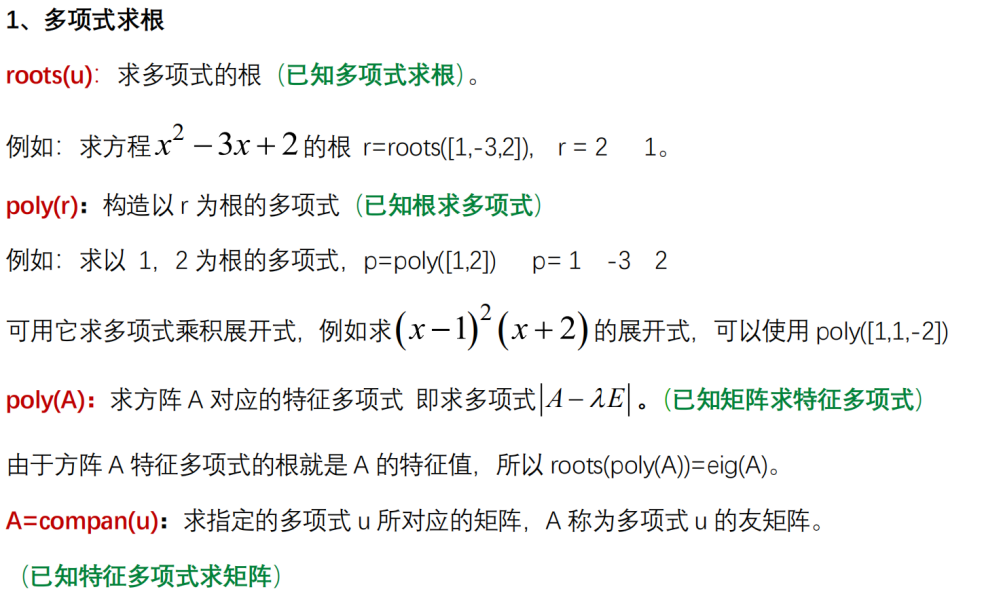 1、多项式求根
roots(u)：求多项式的根（已知多项式求根）。
例如：求方程x² − 3x + 2的根 r=roots([1,-3,2]), r = 2 1。
poly(r)：构造以 r 为根的多项式（已知根求多项式）
例如：求以 1，2 为根的多项式，p=poly([1,2]) p= 1 -3 2
可用它求多项式乘积展开式，例如求(x−1)²(x+2)的展开式，可以使用 poly([1,1,-2])
poly(A)：求方阵 A 对应的特征多项式 即求多项式|A − λE|。（已知矩阵求特征多项式）
由于方阵 A 特征多项式的根就是 A 的特征值，所以 roots(poly(A))=eig(A)。
A=compan(u)：求指定的多项式 u 所对应的矩阵，A 称为多项式 u 的友矩阵。
（已知特征多项式求矩阵）